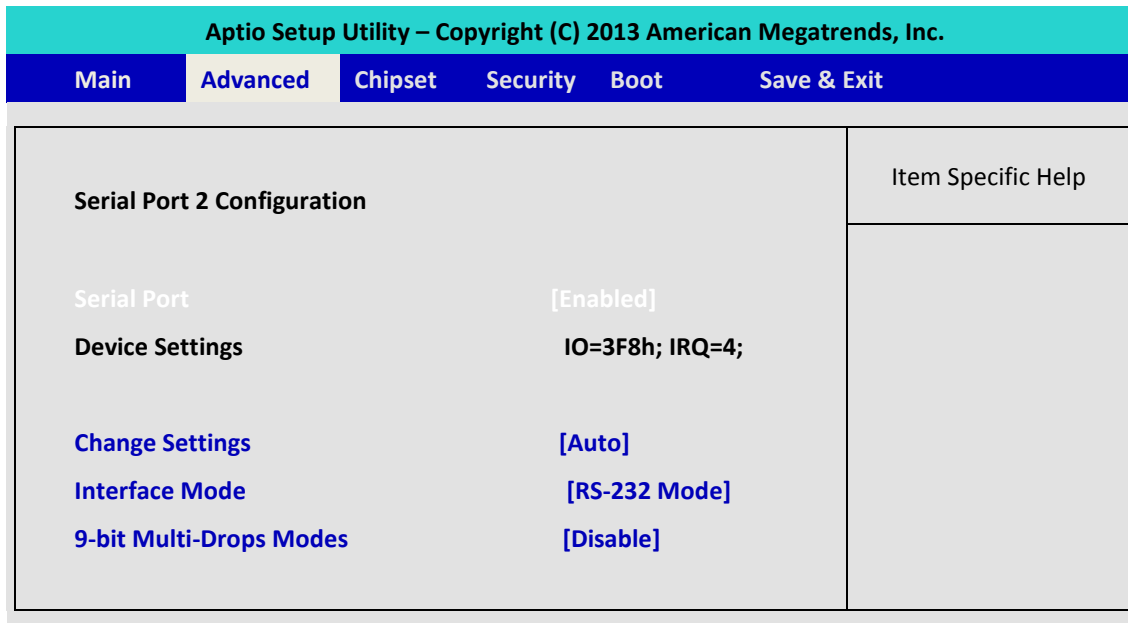 Aptio Setup Utility – Copyright (C) 2013 American Megatrends, Inc.
Main Advanced Chipset Security Boot Save & Exit
Serial Port 2 Configuration
Item Specific Help
Serial Port [Enabled]
Device Settings IO=3F8h; IRQ=4;
Change Settings [Auto]
Interface Mode [RS-232 Mode]
9-bit Multi-Drops Modes [Disable]